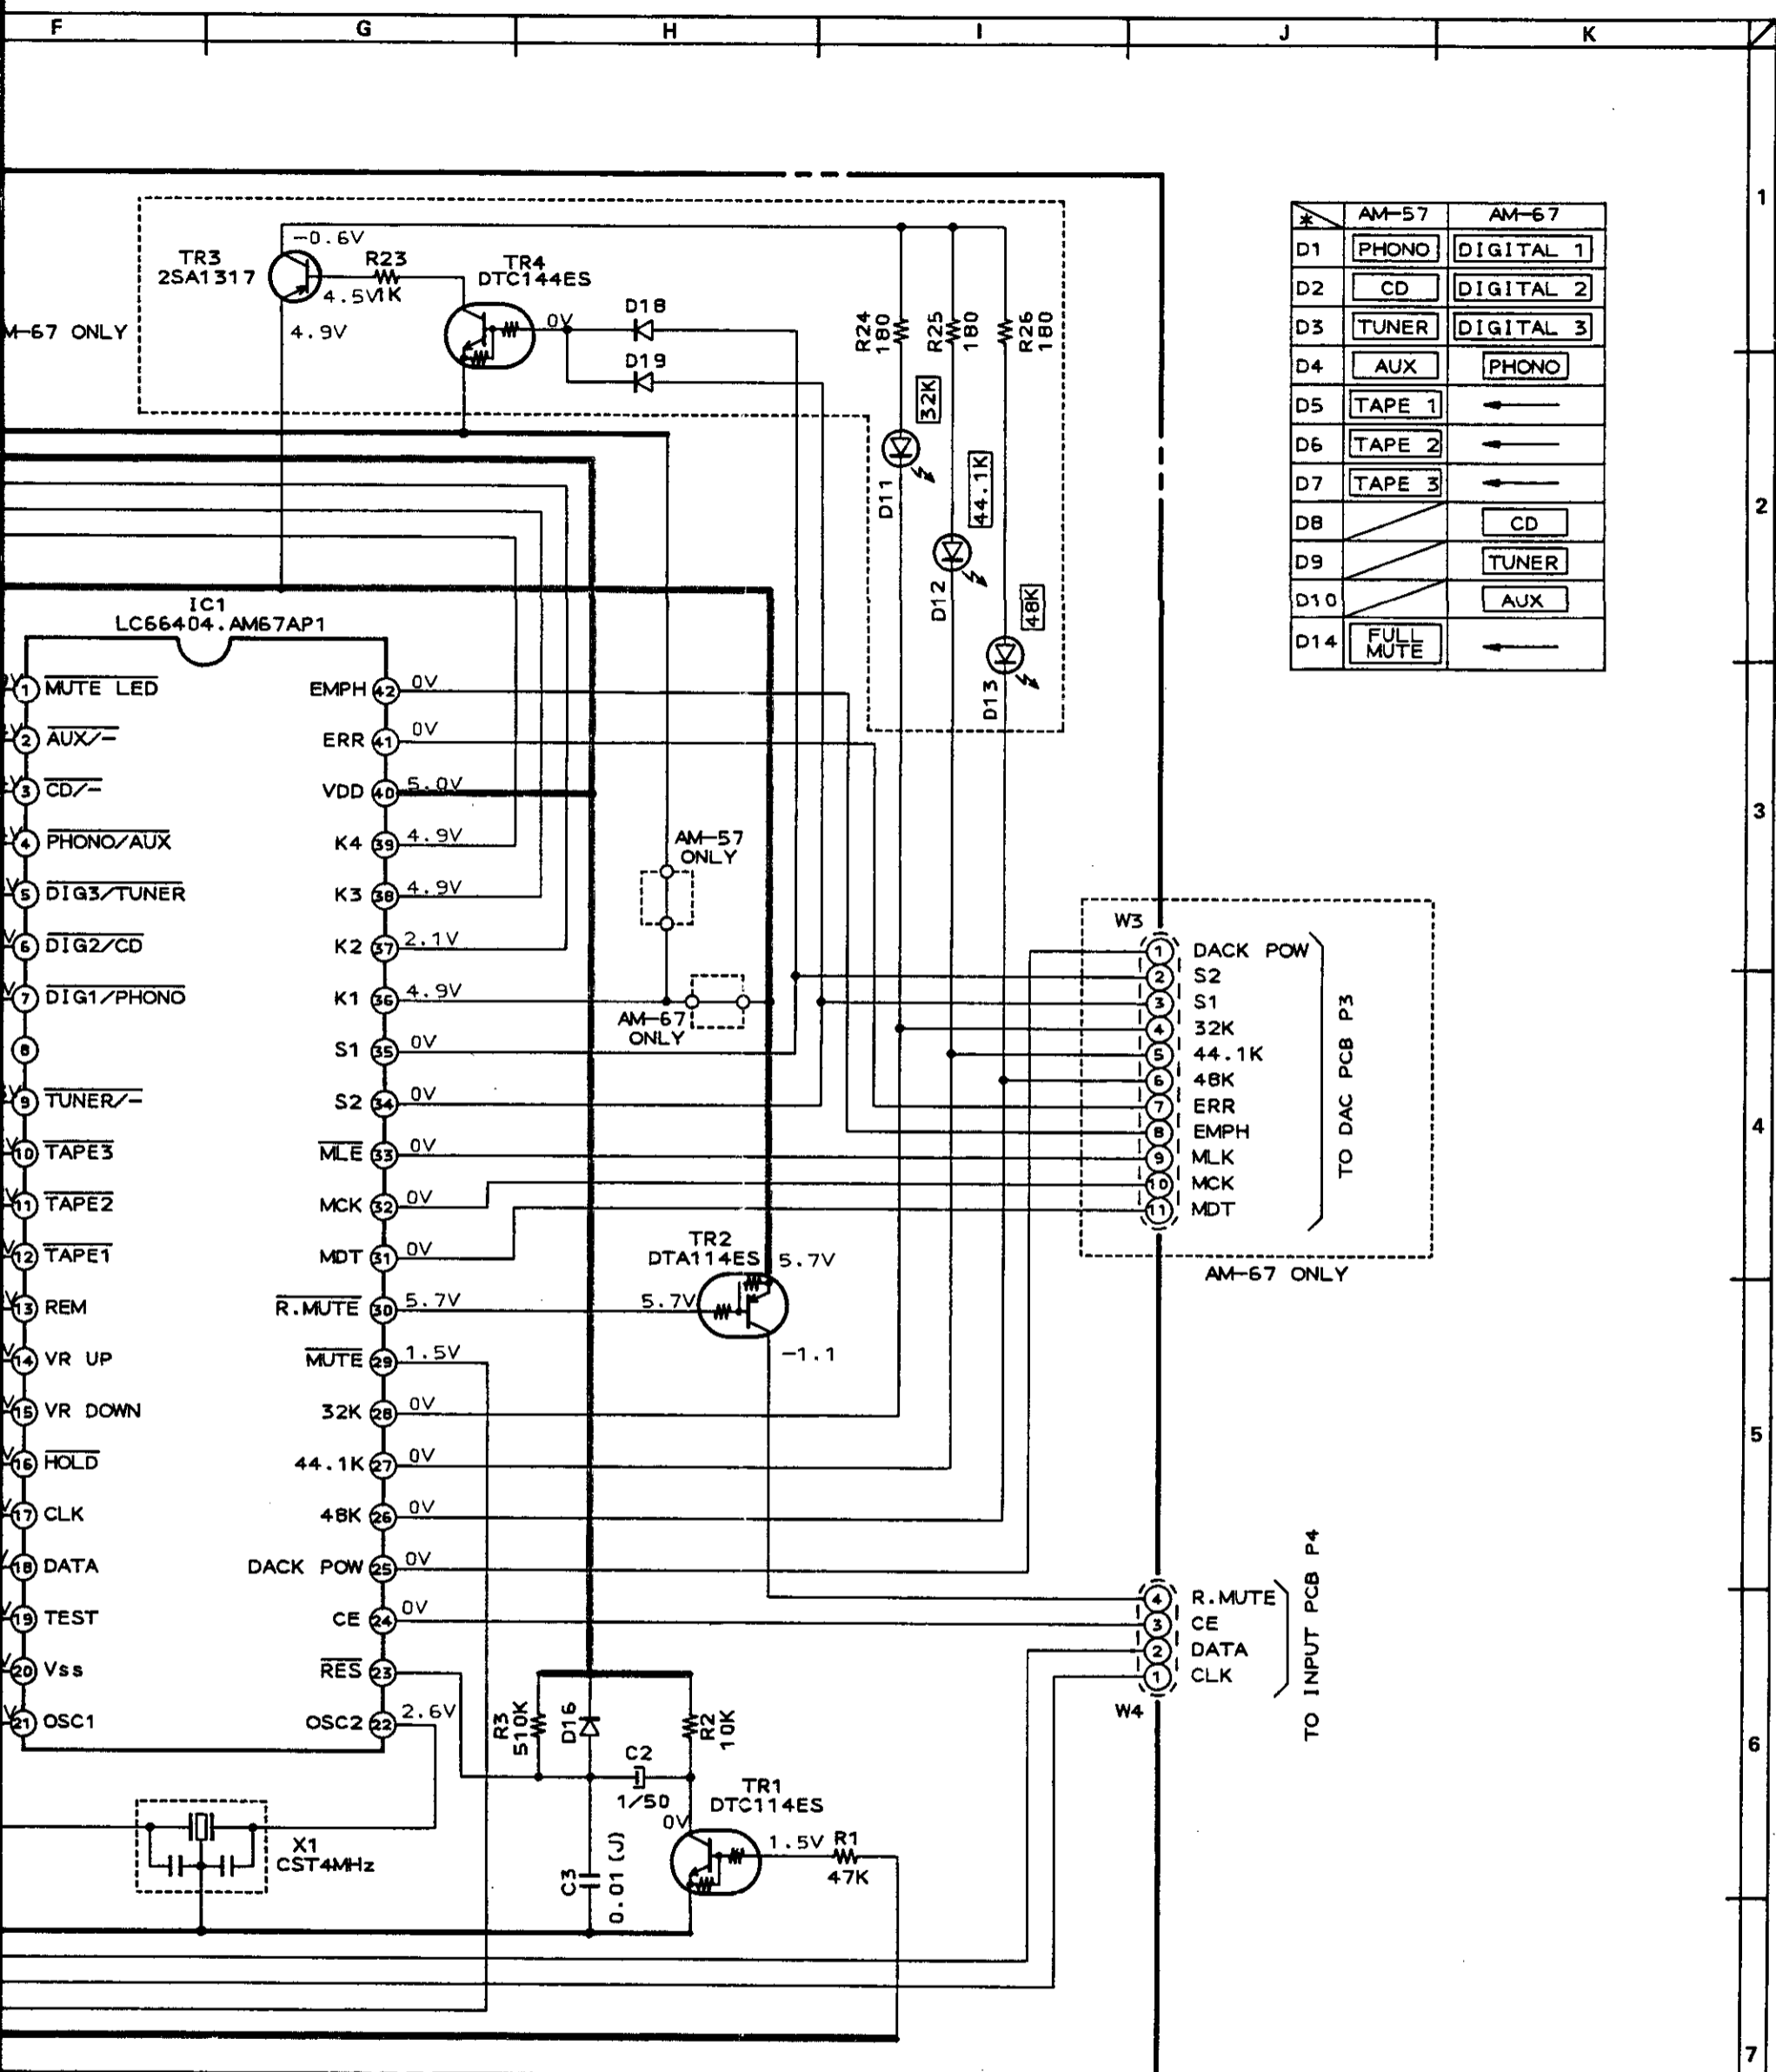 F G H I J K
1
2
3
4
5
6
7
-0.6V
TR3
2SA1317
R23
1K
4.5V
4.9V
TR4
DTC144ES
0V
D18
D19
M-67 ONLY
R24
180
R25
180
R26
180
32K
D11
44.1K
D12
48K
D13
* AM-57 AM-67
D1 PHONO DIGITAL 1
D2 CD DIGITAL 2
D3 TUNER DIGITAL 3
D4 AUX PHONO
D5 TAPE 1 ←
D6 TAPE 2 ←
D7 TAPE 3 ←
D8 CD
D9 TUNER
D10 AUX
D14 FULL MUTE ←
IC1
LC66404.AM67AP1
1 MUTE LED
2 AUX/-
3 CD/-
4 PHONO/AUX
5 DIG3/TUNER
6 DIG2/CD
7 DIG1/PHONO
8
9 TUNER/-
10 TAPE3
11 TAPE2
12 TAPE1
13 REM
14 VR UP
15 VR DOWN
16 HOLD
17 CLK
18 DATA
19 TEST
20 Vss
21 OSC1
EMPH 42 0V
ERR 41 0V
VDD 40 5.0V
K4 39 4.9V
K3 38 4.9V
K2 37 2.1V
K1 36 4.9V
S1 35 0V
S2 34 0V
MLE 33 0V
MCK 32 0V
MDT 31 0V
R.MUTE 30 5.7V
MUTE 29 1.5V
32K 28 0V
44.1K 27 0V
48K 26 0V
DACK POW 25 0V
CE 24 0V
RES 23
OSC2 22 2.6V
AM-57
ONLY
AM-67
ONLY
TR2
DTA114ES
5.7V
5.7V
-1.1
W3
1 DACK POW
2 S2
3 S1
4 32K
5 44.1K
6 48K
7 ERR
8 EMPH
9 MLK
10 MCK
11 MDT
TO DAC PCB P3
AM-67 ONLY
4 R.MUTE
3 CE
2 DATA
1 CLK
W4
TO INPUT PCB P4
R3
510K
D16
R2
10K
C2
1/50
TR1
DTC114ES
0V
1.5V
R1
47K
C3
0.01 (J)
X1
CST4MHz